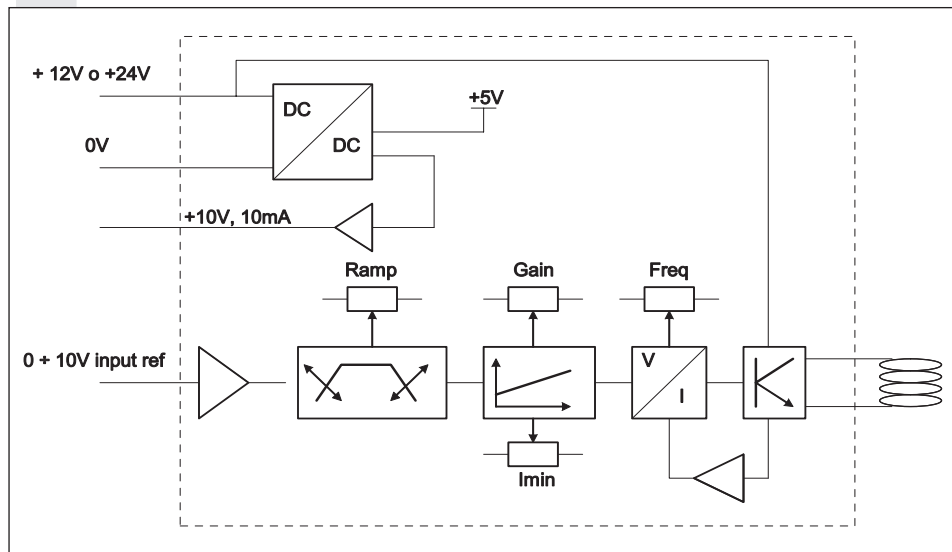 + 12V o +24V
DC
DC
+5V
0V
+10V, 10mA
Ramp
Gain
Freq
0 + 10V input ref
V
I
Imin